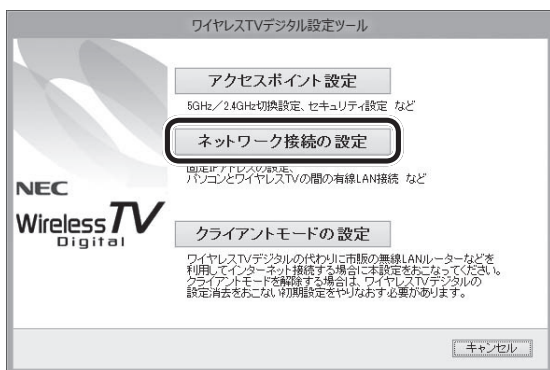 ワイヤレスTVデジタル設定ツール
アクセスポイント設定
5GHz／2.4GHz切換設定、セキュリティ設定 など
ネットワーク接続の設定
固定IPアドレスの設定、
パソコンとワイヤレスTVの間の有線LAN接続 など
NEC
Wireless TV
Digital
クライアントモードの設定
ワイヤレスTVデジタルの代わりに市販の無線LANルーターなどを
利用してインターネット接続する場合に本設定をおこなってください。
クライアントモードを解除する場合は、ワイヤレスTVデジタルの
設定消去をおこない初期設定をやりなおす必要があります。
キャンセル